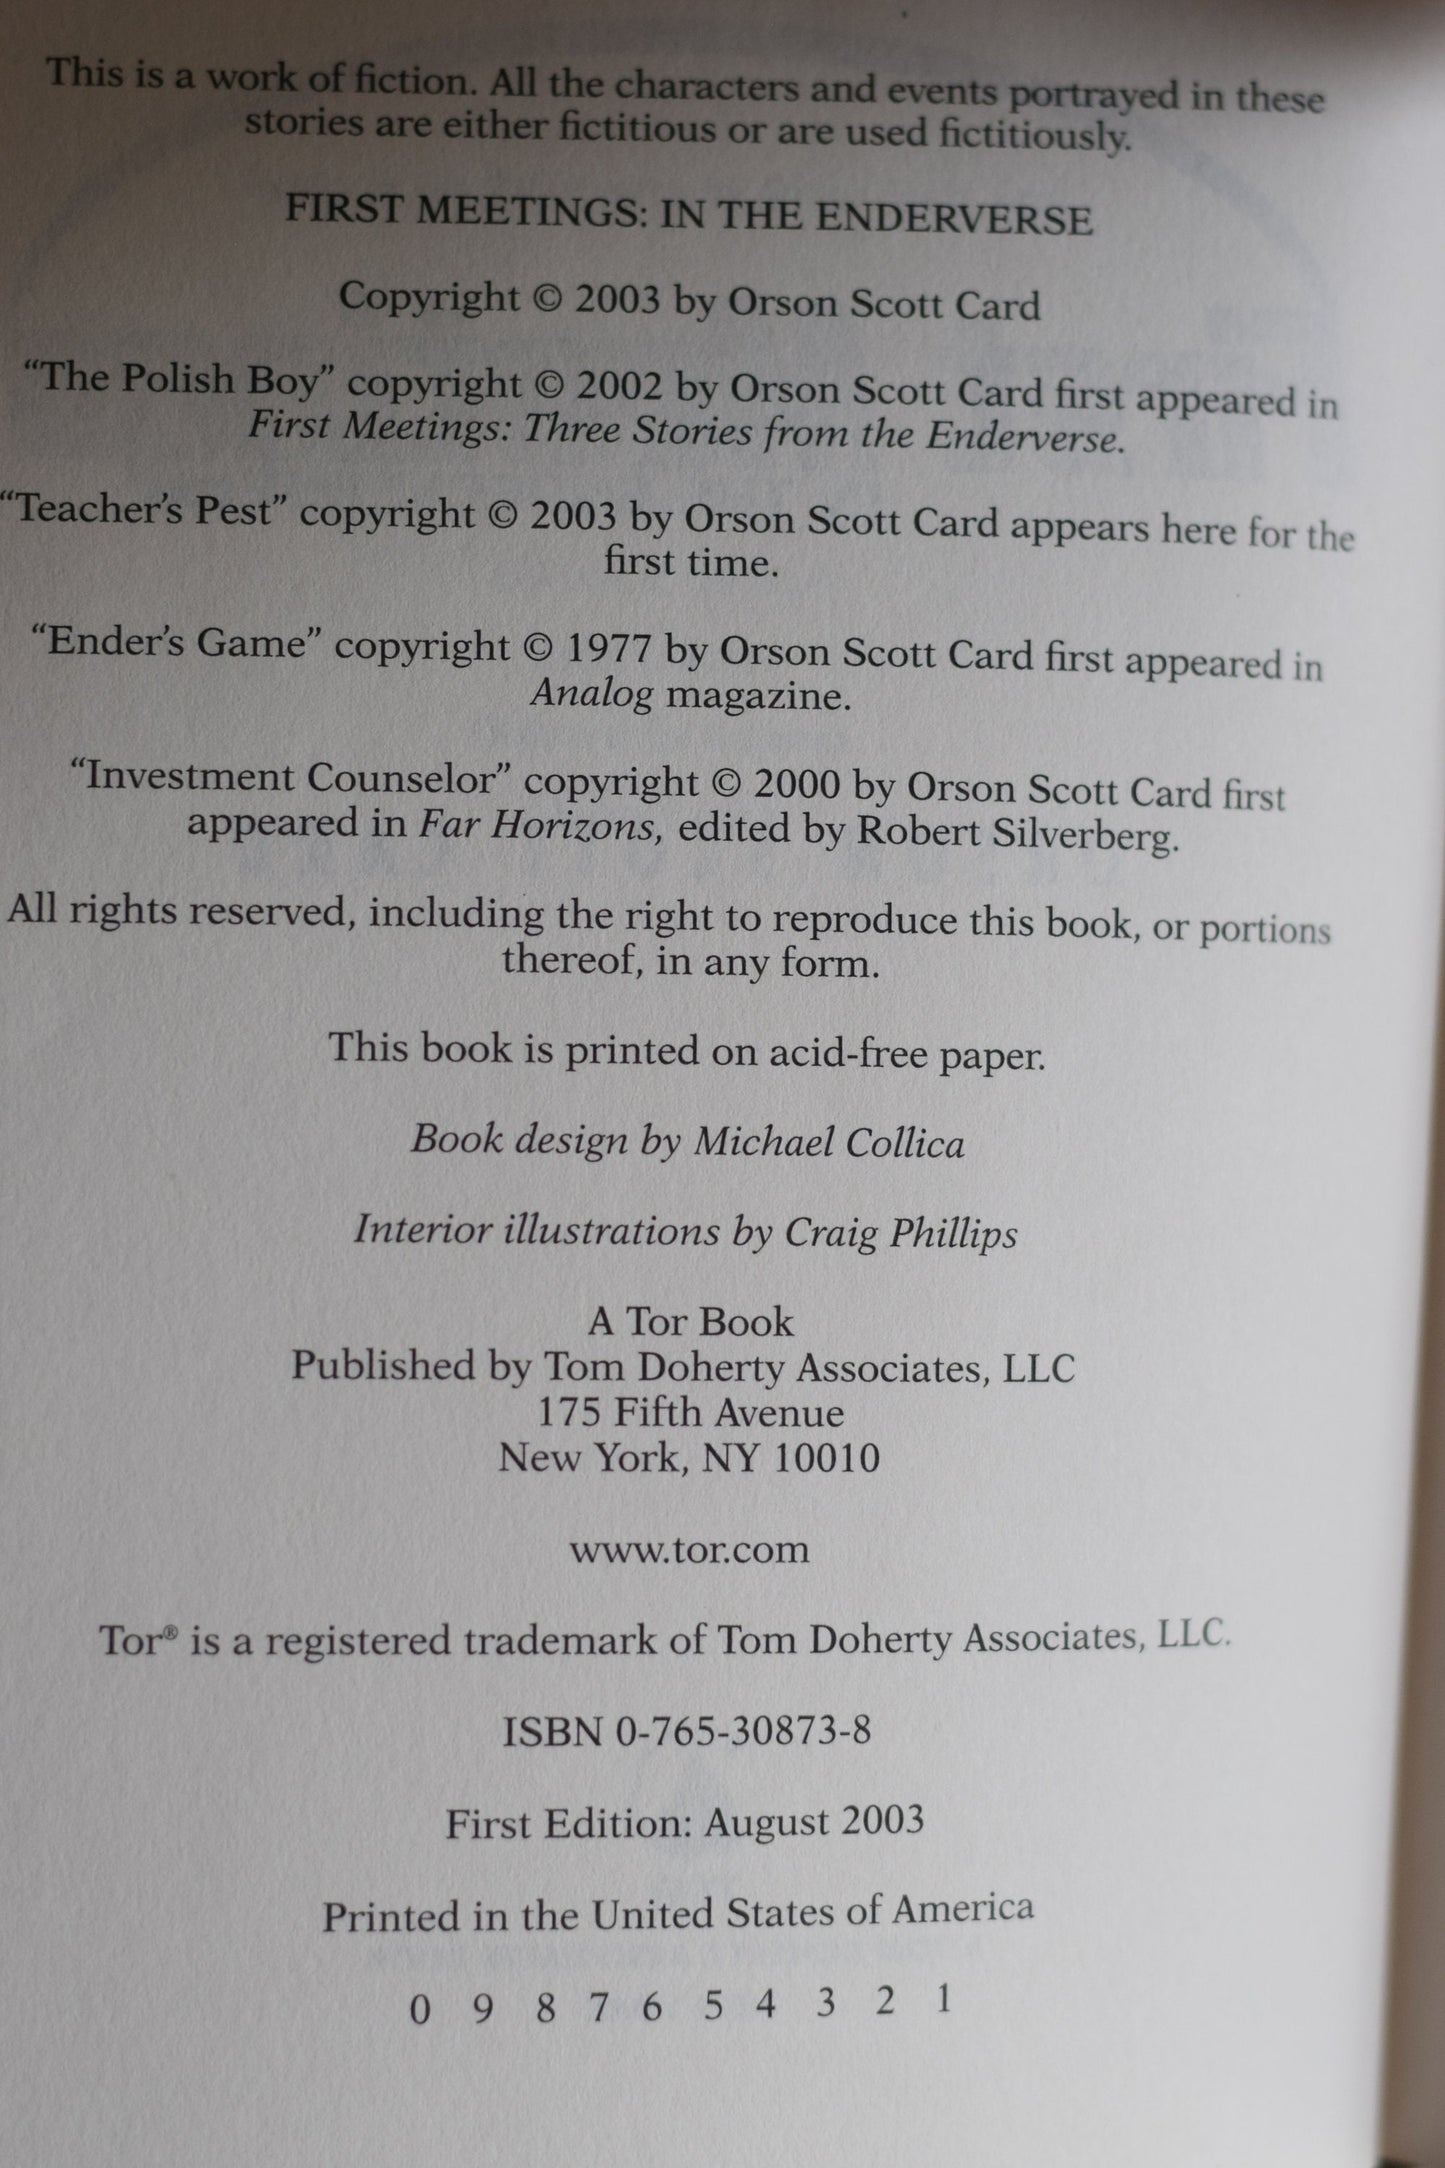 This is a work of fiction. All the characters and events portrayed in these
stories are either fictitious or are used fictitiously.
FIRST MEETINGS: IN THE ENDERVERSE
Copyright © 2003 by Orson Scott Card
“The Polish Boy” copyright © 2002 by Orson Scott Card first appeared in
First Meetings: Three Stories from the Enderverse.
“Teacher’s Pest” copyright © 2003 by Orson Scott Card appears here for the
first time.
“Ender’s Game” copyright © 1977 by Orson Scott Card first appeared in
Analog magazine.
“Investment Counselor” copyright © 2000 by Orson Scott Card first
appeared in Far Horizons, edited by Robert Silverberg.
All rights reserved, including the right to reproduce this book, or portions
thereof, in any form.
This book is printed on acid-free paper.
Book design by Michael Collica
Interior illustrations by Craig Phillips
A Tor Book
Published by Tom Doherty Associates, LLC
175 Fifth Avenue
New York, NY 10010
www.tor.com
Tor® is a registered trademark of Tom Doherty Associates, LLC.
ISBN 0-765-30873-8
First Edition: August 2003
Printed in the United States of America
0 9 8 7 6 5 4 3 2 1